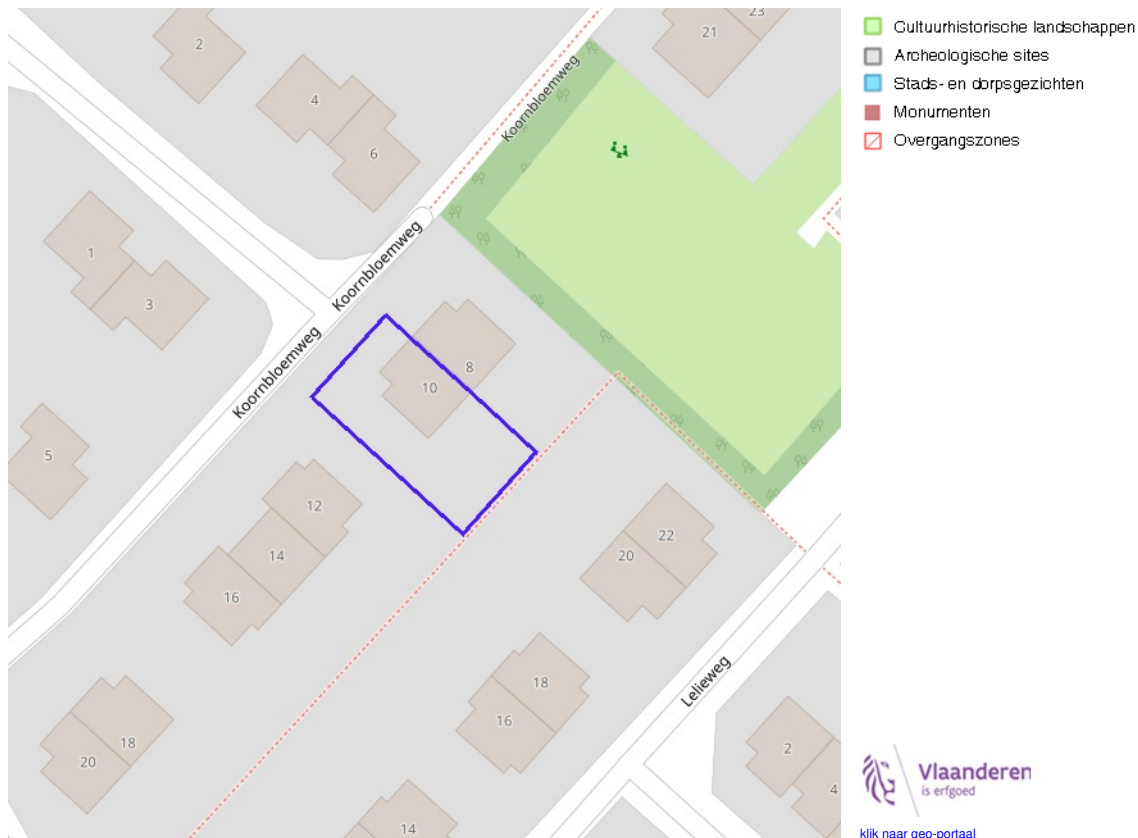 23
21
2
4
6
Koornbloemweg
1
3
Koornbloemweg
Koornbloemweg
8
10
5
12
14
16
22
20
18
16
18
20
Lelieweg
2
4
14
Cultuurhistorische landschappen
Archeologische sites
Stads- en dorpsgezichten
Monumenten
Overgangszones
Vlaanderen
is erfgoed
klik naar geo-portaal